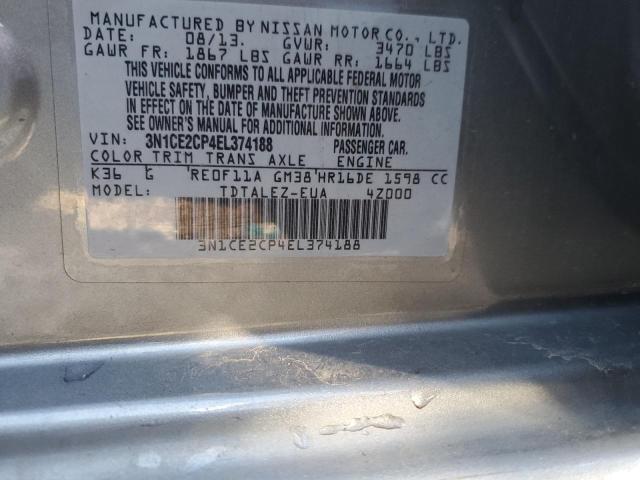 MANUFACTURED BY NISSAN MOTOR CO., LTD.
DATE: 08/13. GVWR: 3470 LBS
GAWR FR: 1867 LBS GAWR RR: 1664 LBS
THIS VEHICLE CONFORMS TO ALL APPLICABLE FEDERAL MOTOR
VEHICLE SAFETY, BUMPER AND THEFT PREVENTION STANDARDS
IN EFFECT ON THE DATE OF MANUFACTURE SHOWN ABOVE.
SEE OWNER'S MANUAL FOR ADDITIONAL INFORMATION.
VIN: 3N1CE2CP4EL374188 PASSENGER CAR.
COLOR TRIM TRANS AXLE ENGINE
K36 G RE0F11A GM38 HR16DE 1598 CC
MODEL: TDTALEZ-EUA 4Z000
3N1CE2CP4EL374188